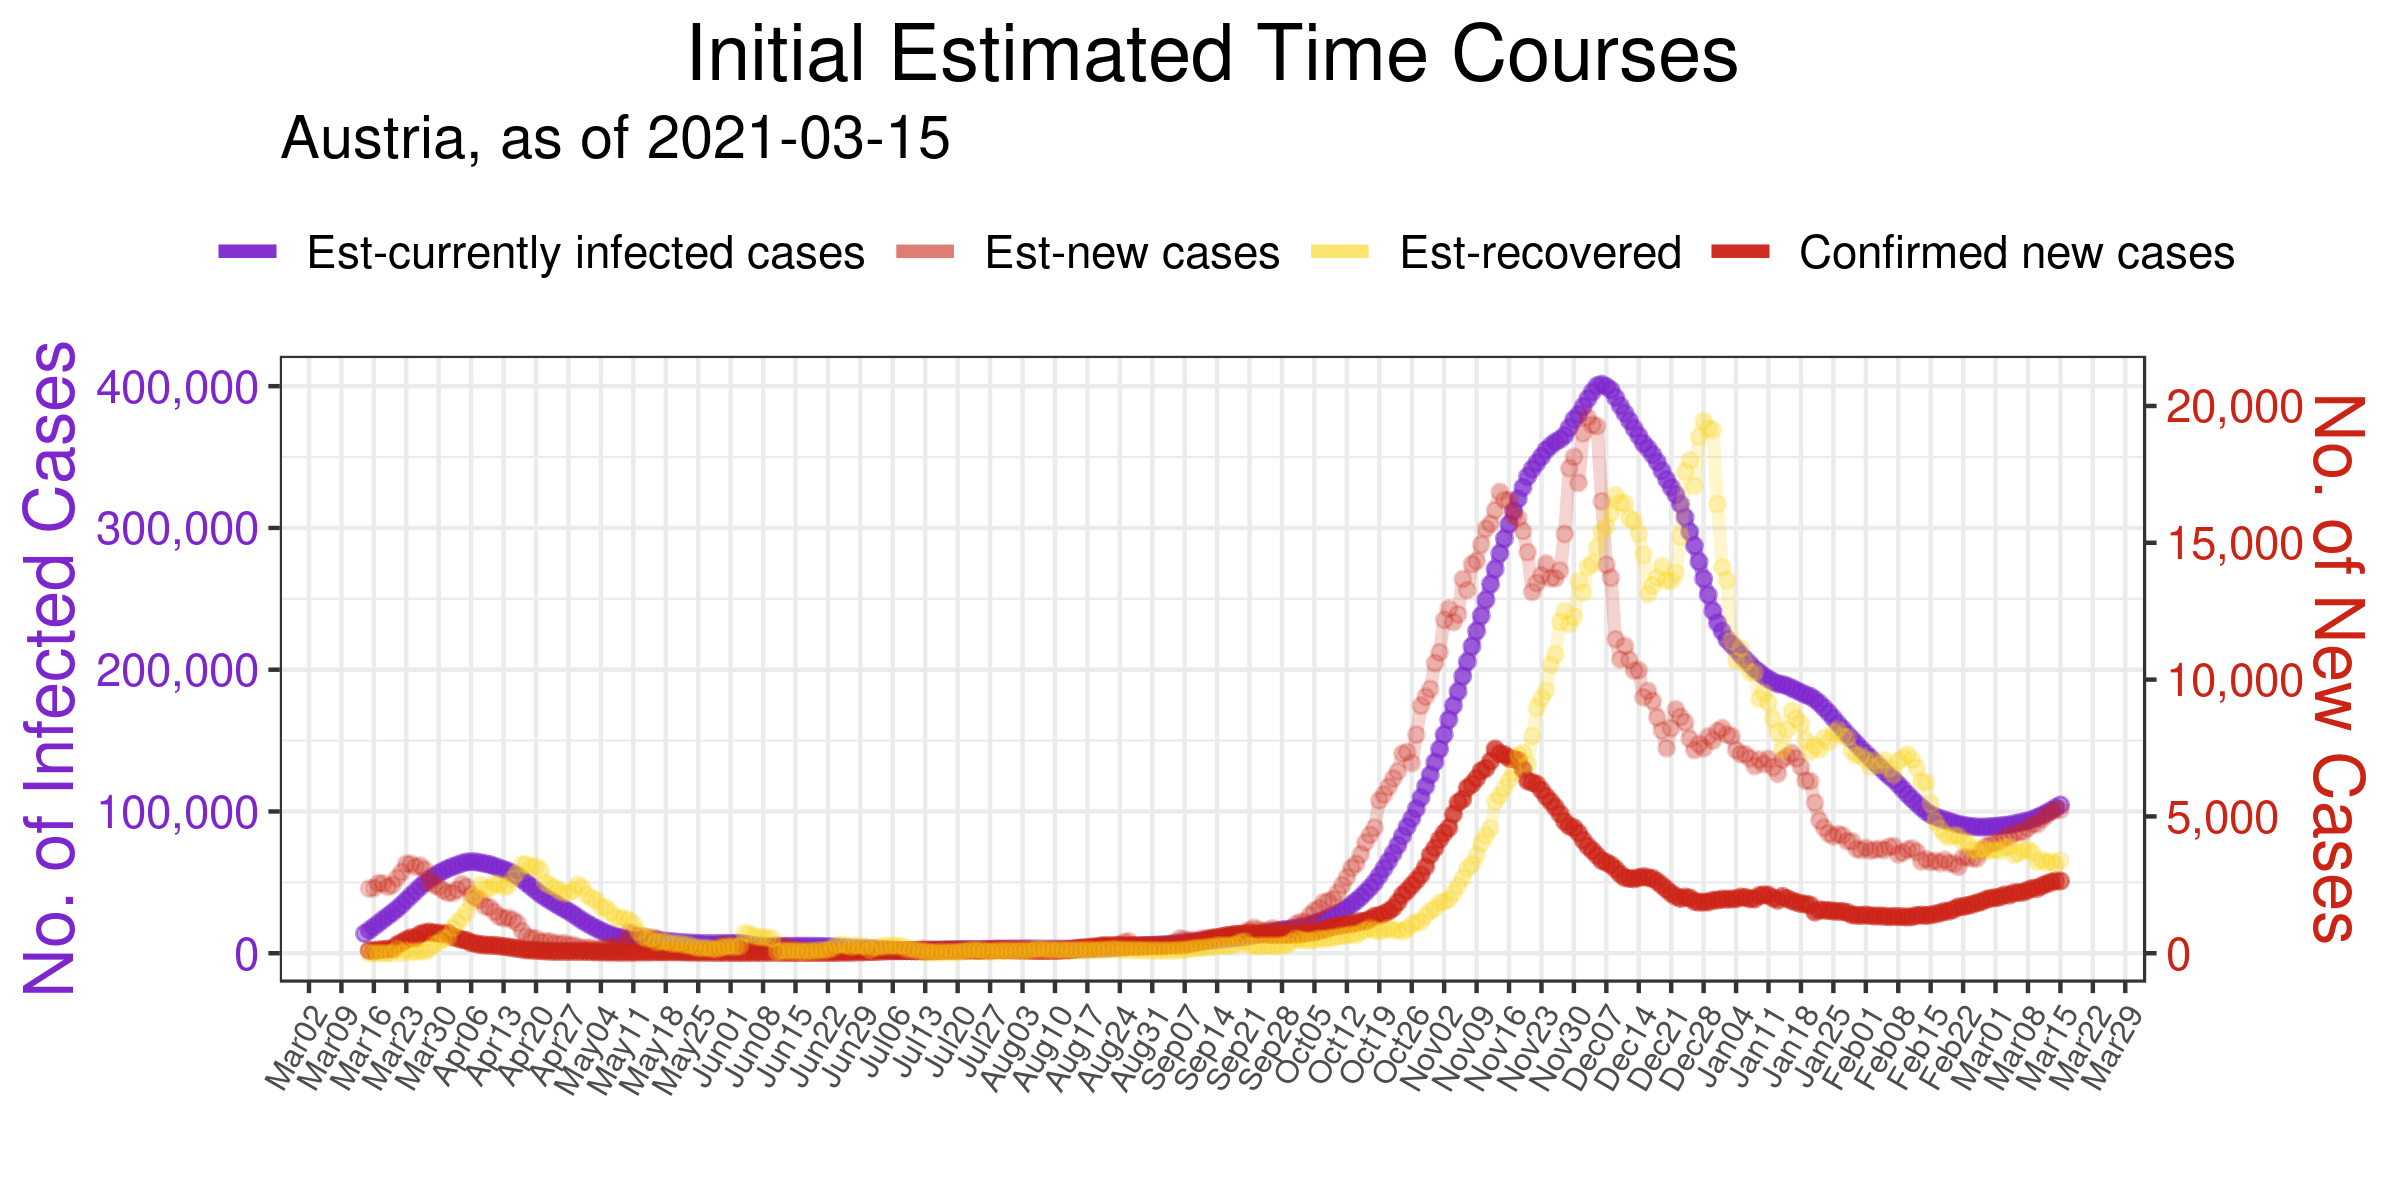 Initial Estimated Time Courses
Austria, as of 2021-03-15
Est-currently infected cases Est-new cases Est-recovered Confirmed new cases
No. of Infected Cases
400,000
300,000
200,000
100,000
0
20,000
15,000
10,000
5,000
0
No. of New Cases
Mar02 Mar09 Mar16 Mar23 Mar30 Apr06 Apr13 Apr20 Apr27 May04 May11 May18 May25 Jun01 Jun08 Jun15 Jun22 Jun29 Jul06 Jul13 Jul20 Jul27 Aug03 Aug10 Aug17 Aug24 Aug31 Sep07 Sep14 Sep21 Sep28 Oct05 Oct12 Oct19 Oct26 Nov02 Nov09 Nov16 Nov23 Nov30 Dec07 Dec14 Dec21 Dec28 Jan04 Jan11 Jan18 Jan25 Feb01 Feb08 Feb15 Feb22 Mar01 Mar08 Mar15 Mar22 Mar29